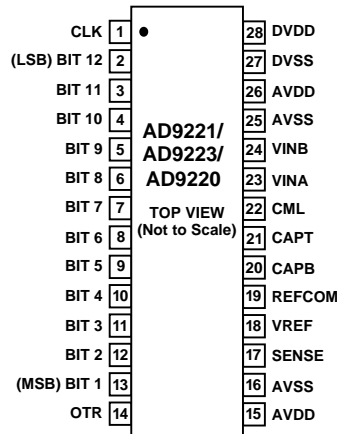 CLK 1 28 DVDD
(LSB) BIT 12 2 27 DVSS
BIT 11 3 26 AVDD
BIT 10 4 25 AVSS
BIT 9 5 24 VINB
BIT 8 6 23 VINA
BIT 7 7 22 CML
BIT 6 8 21 CAPT
BIT 5 9 20 CAPB
BIT 4 10 19 REFCOM
BIT 3 11 18 VREF
BIT 2 12 17 SENSE
(MSB) BIT 1 13 16 AVSS
OTR 14 15 AVDD
AD9221/
AD9223/
AD9220
TOP VIEW
(Not to Scale)